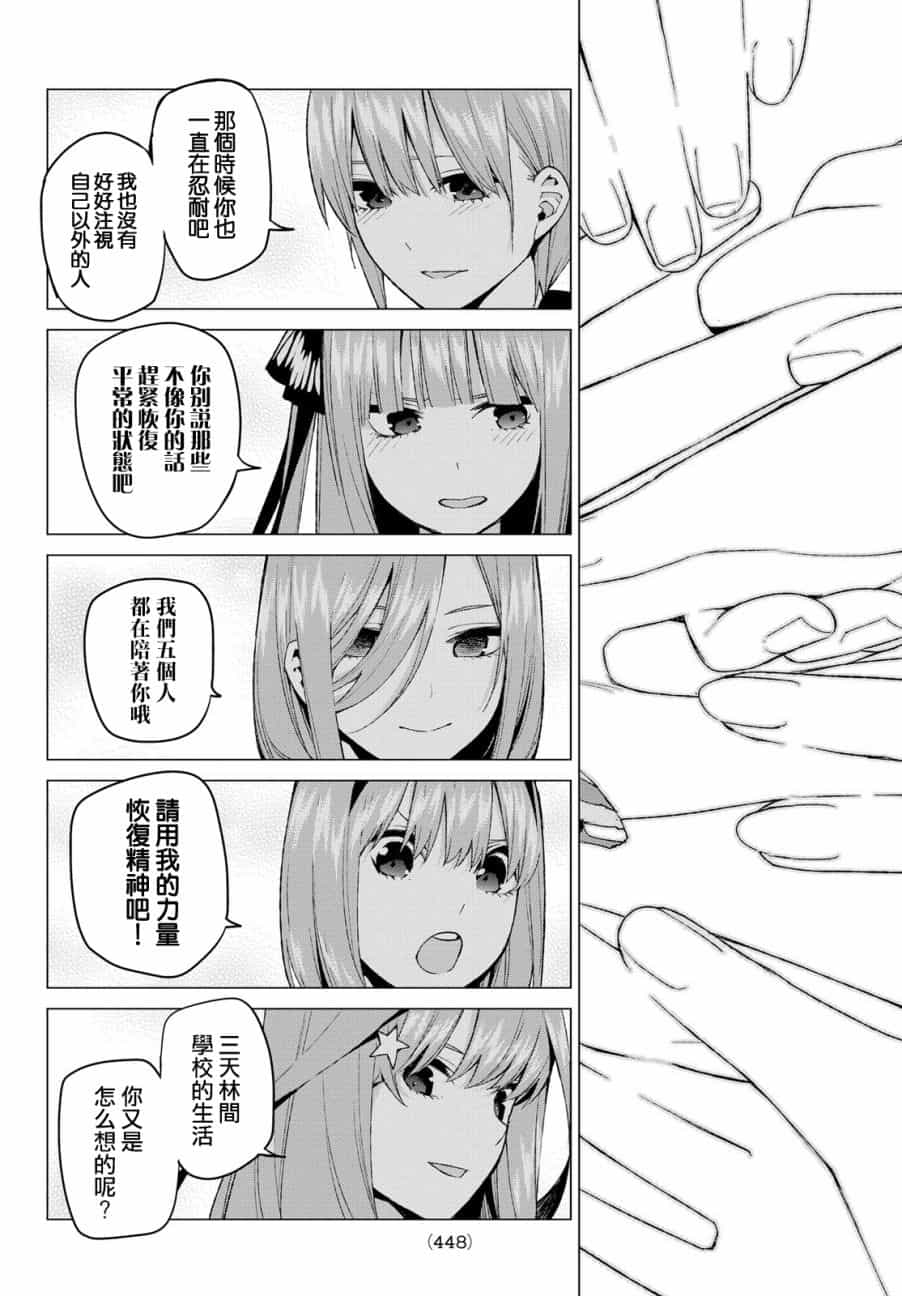 那個時候你也
一直在忍耐吧
我也沒有
好好注視
自己以外的人
你別說那些
不像你的話
趕緊恢復
平常的狀態吧
我們五個人
都在陪著你哦
請用我的力量
恢復精神吧！
三天林間
學校的生活
你又是
怎么想的呢？
(448)